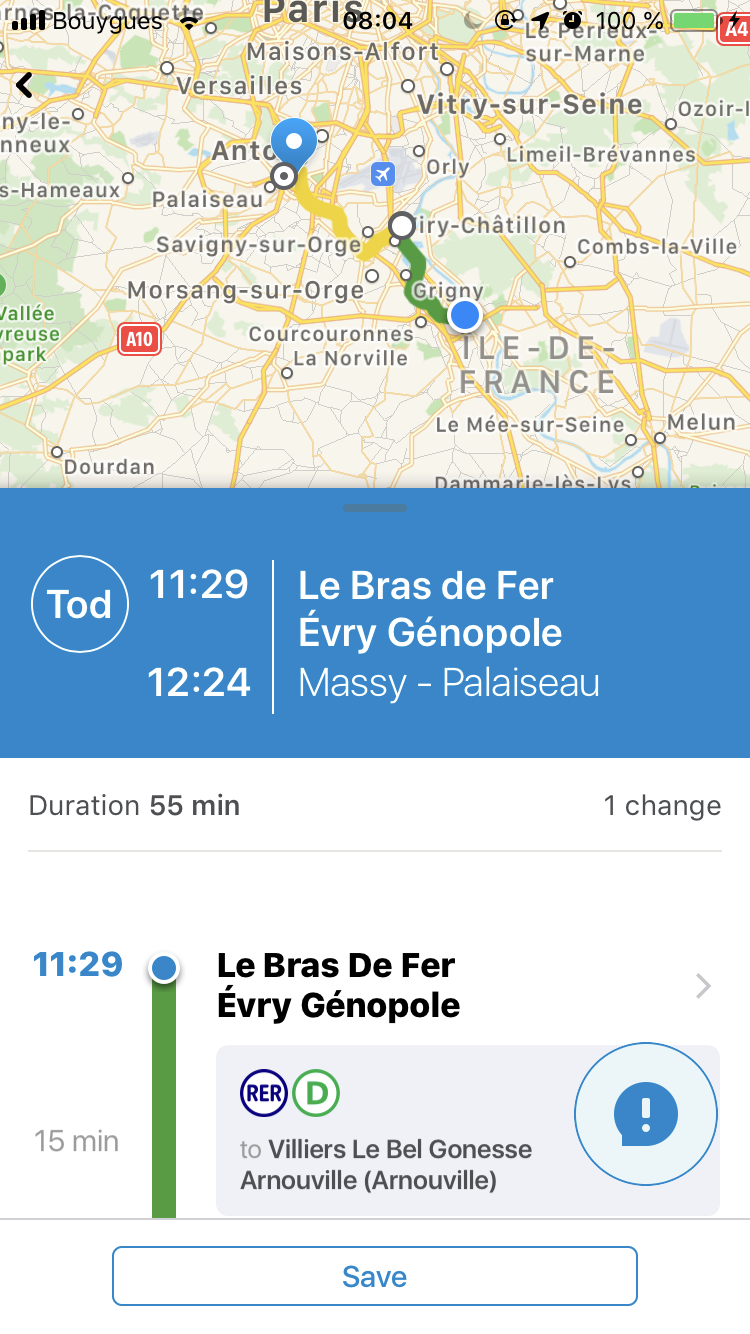 Paris
Bouygues 08:04 100 %
A4
Le Perreux-
sur-Marne
Maisons-Alfort
Versailles
Vitry-sur-Seine
Ozoir-l
ny-le-
nneux
Anto
Orly
Limeil-Brévannes
s-Hameaux
Palaiseau
iry-Châtillon
Savigny-sur-Orge
Combs-la-Ville
Morsang-sur-Orge
Grigny
Vallée
vreuse
park
A10
Courcouronnes
La Norville
ÎLE-DE-
FRANCE
Le Mée-sur-Seine
Melun
Dourdan
Dammarie-lès-Lys
Tod
11:29
Le Bras de Fer
Évry Génopole
12:24
Massy - Palaiseau
Duration 55 min
1 change
11:29
Le Bras De Fer
Évry Génopole
RER D
15 min
to Villiers Le Bel Gonesse
Arnouville (Arnouville)
Save